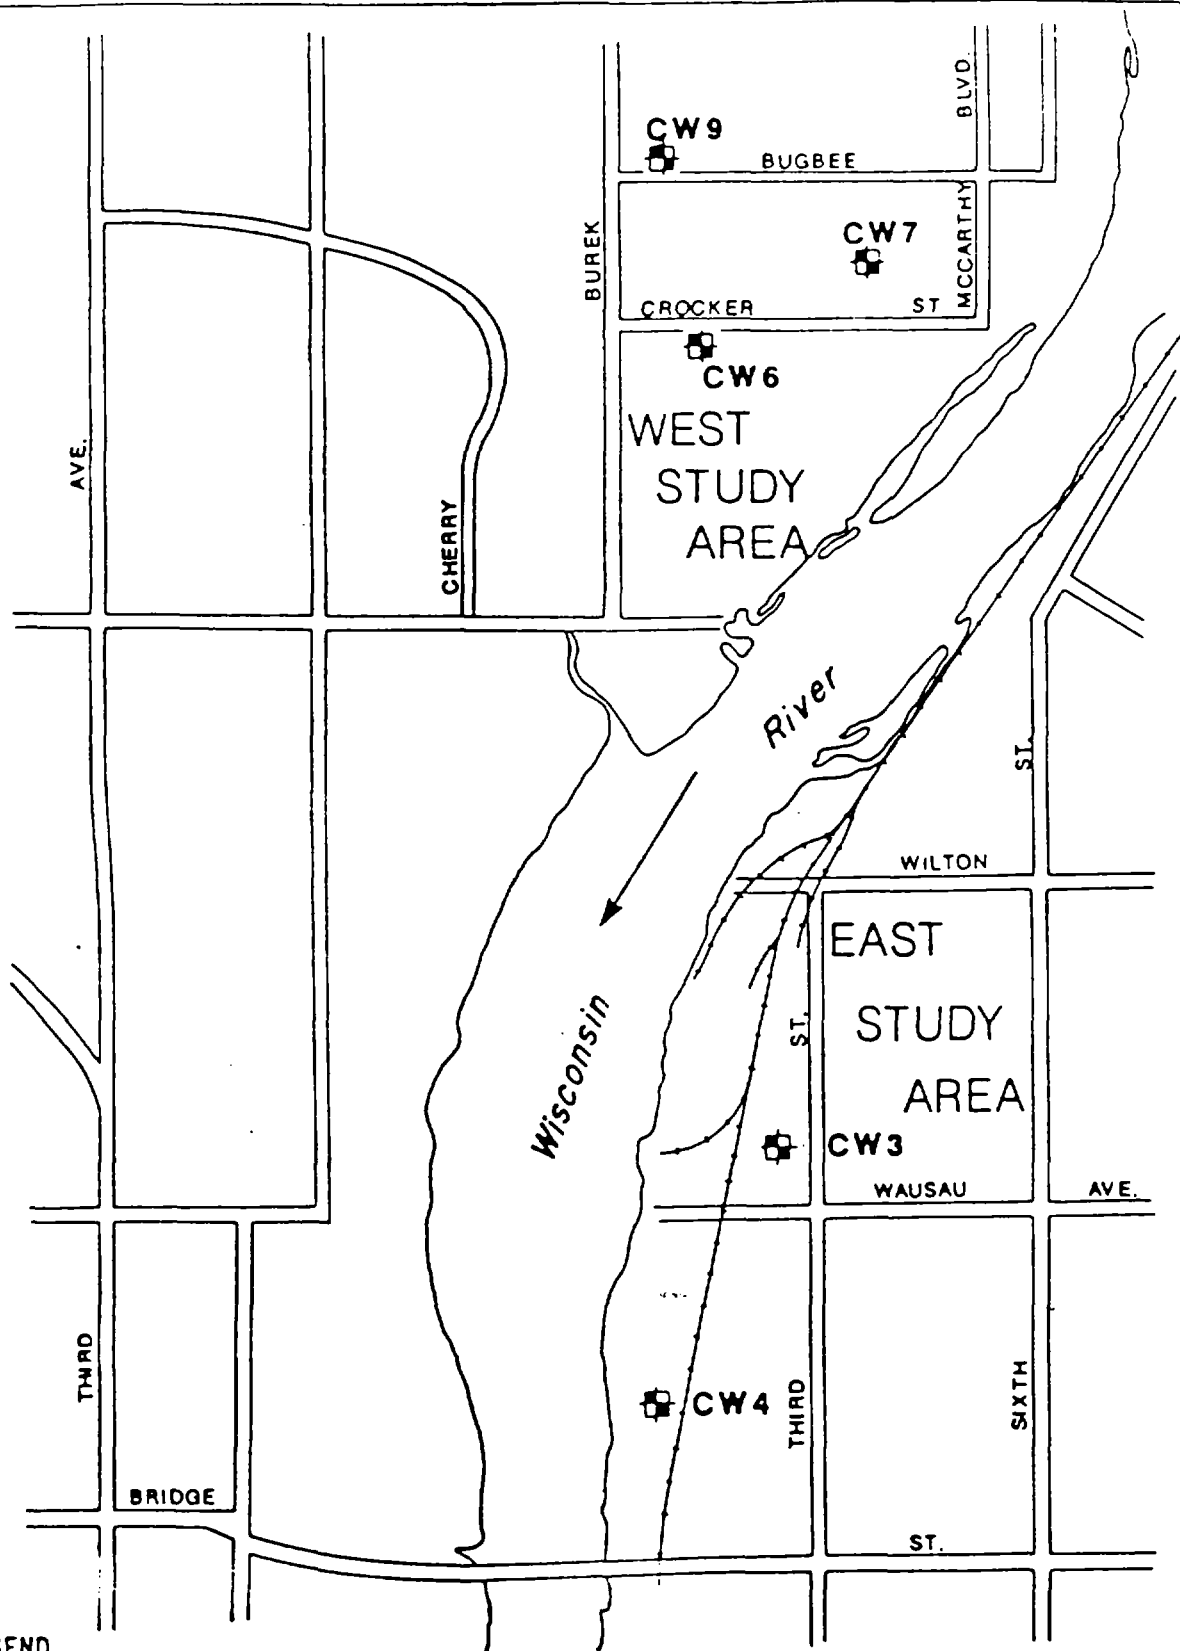 BLVD.
CW9
BUGBEE
CW7
MCCARTHY
BUREK
CROCKER
ST
CW6
WEST
STUDY
AREA
AVE.
CHERRY
River
ST.
WILTON
EAST
STUDY
AREA
ST.
Wisconsin
CW3
WAUSAU
AVE.
THIRD
CW4
THIRD
SIXTH
BRIDGE
ST.